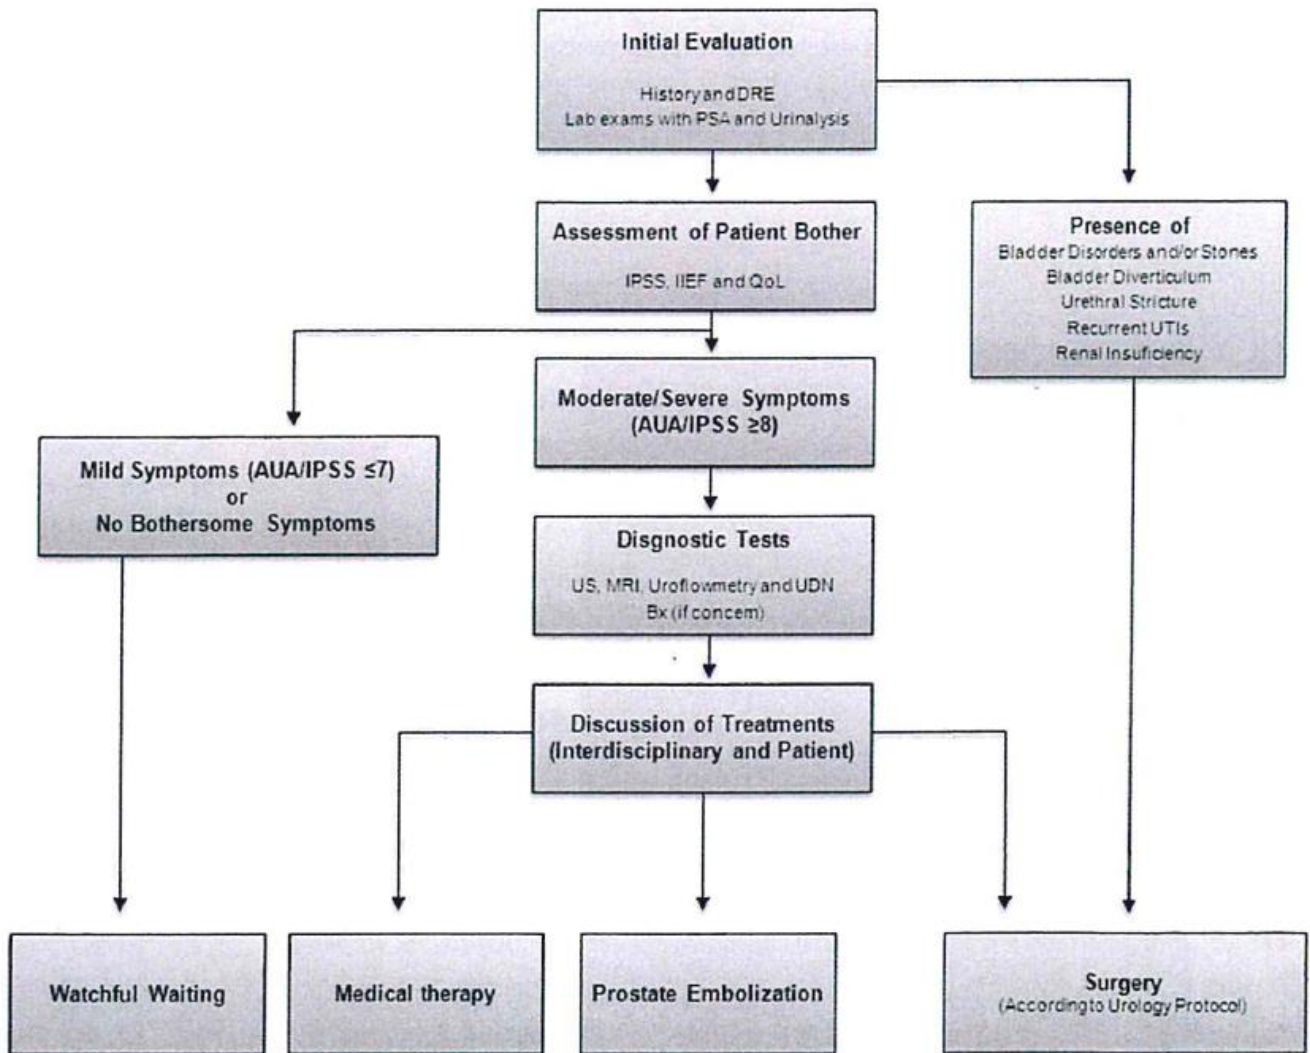 Initial Evaluation
History and DRE
Lab exams with PSA and Urinalysis
Assessment of Patient Bother
IPSS, IIEF and QoL
Presence of
Bladder Disorders and/or Stones
Bladder Diverticulum
Urethral Stricture
Recurrent UTIs
Renal Insuficiency
Moderate/Severe Symptoms
(AUA/IPSS ≥8)
Mild Symptoms (AUA/IPSS ≤7)
or
No Bothersome Symptoms
Disgnostic Tests
US, MRI, Uroflowmetry and UDN
Bx (if concem)
Discussion of Treatments
(Interdisciplinary and Patient)
Watchful Waiting
Medical therapy
Prostate Embolization
Surgery
(According to Urology Protocol)